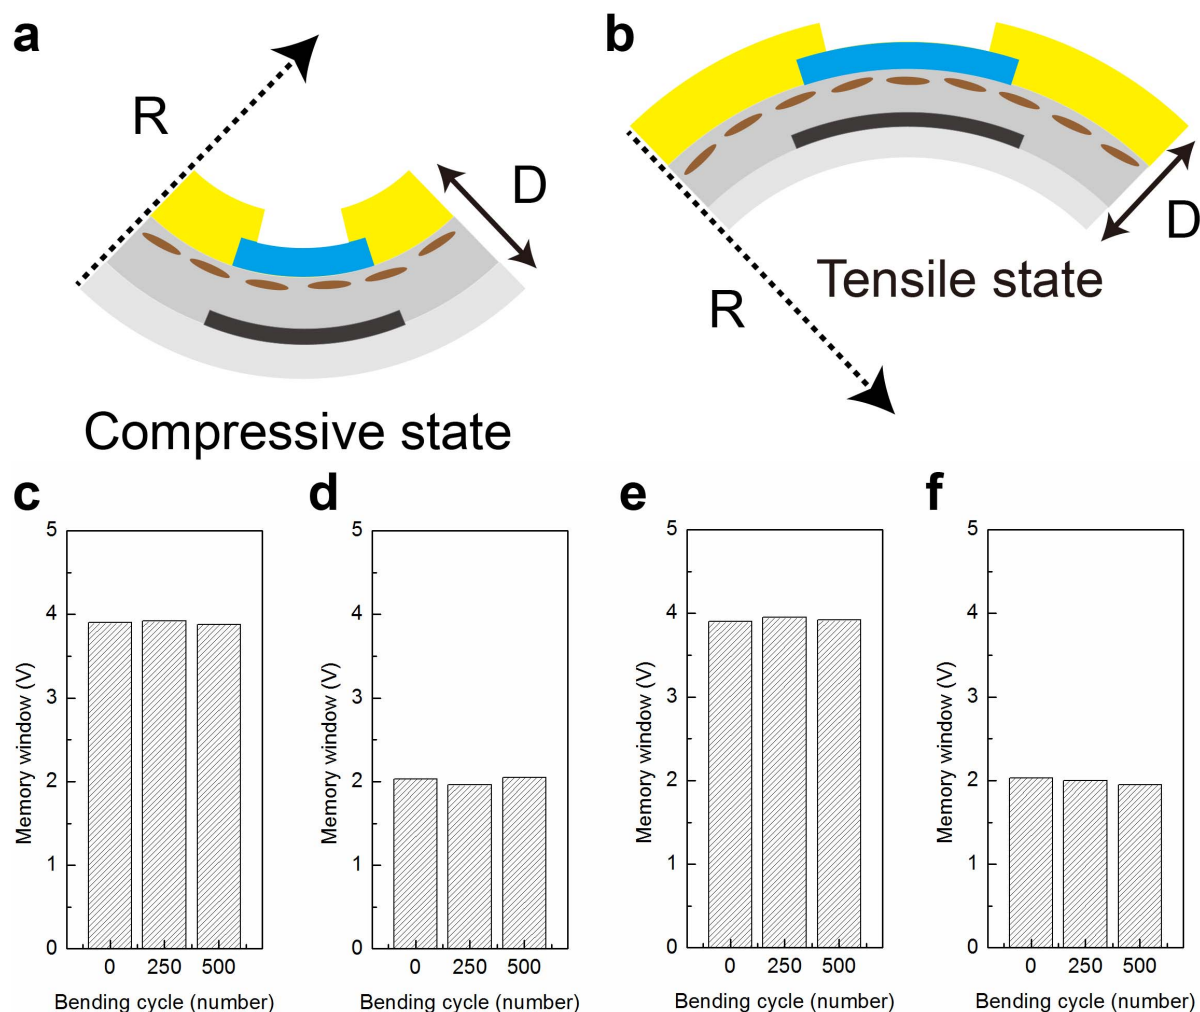 a
R
D
Compressive state
b
R
D
Tensile state
c
Memory window (V)
5
4
3
2
1
0
0 250 500
Bending cycle (number)
d
Memory window (V)
5
4
3
2
1
0
0 250 500
Bending cycle (number)
e
Memory window (V)
5
4
3
2
1
0
0 250 500
Bending cycle (number)
f
Memory window (V)
5
4
3
2
1
0
0 250 500
Bending cycle (number)